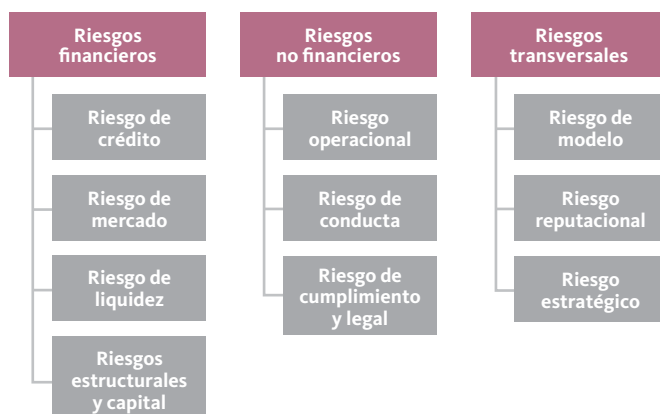 Riesgos
financieros
Riesgo de
crédito
Riesgo de
mercado
Riesgo de
liquidez
Riesgos
estructurales
y capital
Riesgos
no financieros
Riesgo
operacional
Riesgo de
conducta
Riesgo de
cumplimiento
y legal
Riesgos
transversales
Riesgo de
modelo
Riesgo
reputacional
Riesgo
estratégico